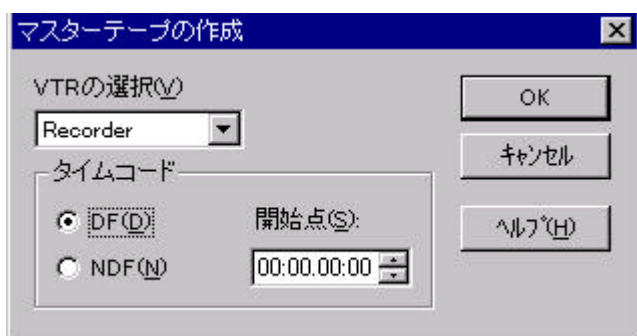 マスターテープの作成
VTRの選択(V)
Recorder
タイムコード
DF(D)
NDF(N)
開始点(S):
00:00.00:00
OK
ｷｬﾝｾﾙ
ﾍﾙﾌﾟ(H)